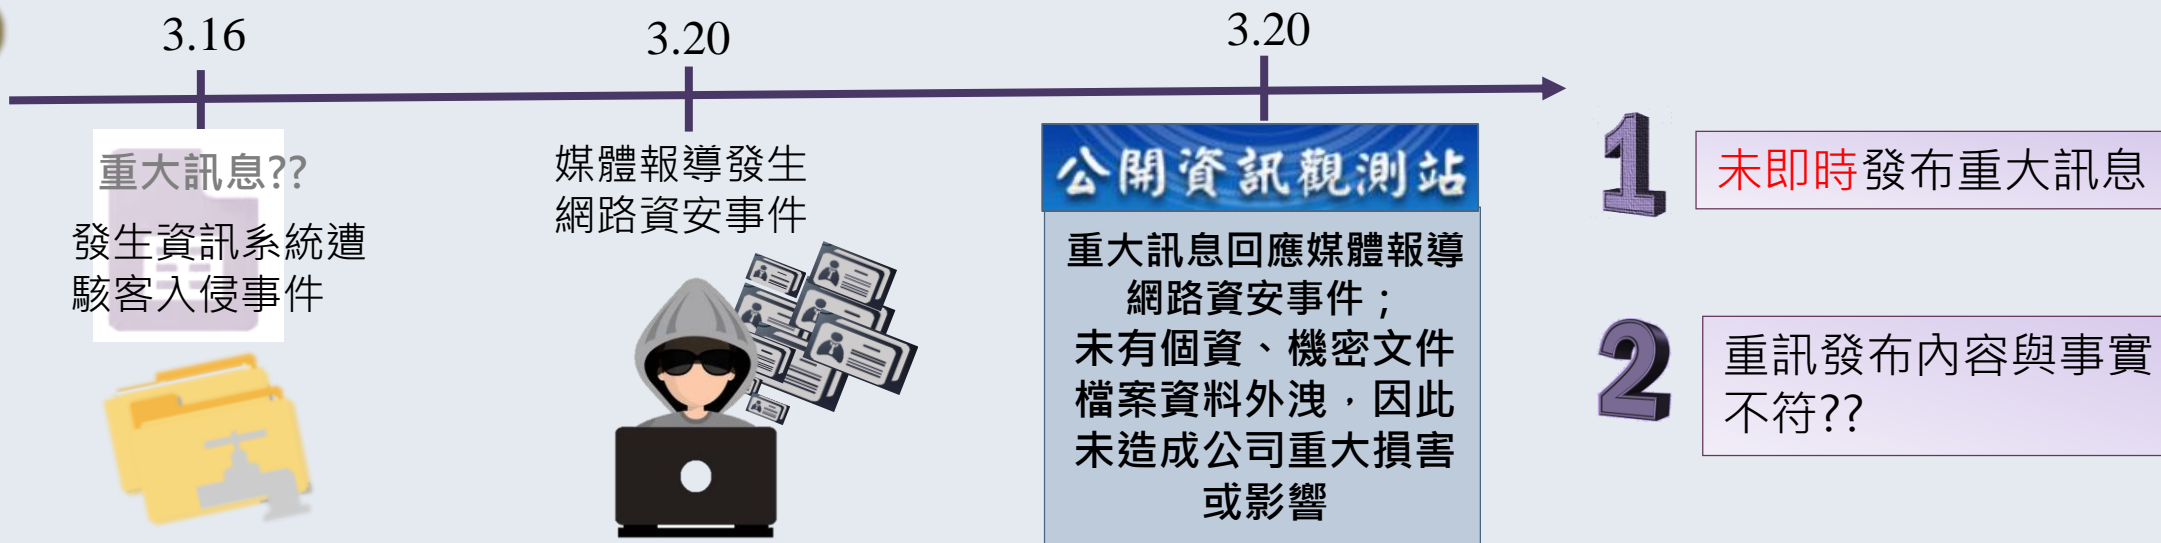 3.16
重大訊息??
發生資訊系統遭
駭客入侵事件
3.20
媒體報導發生
網路資安事件
3.20
公開資訊觀測站
重大訊息回應媒體報導
網路資安事件；
未有個資、機密文件
檔案資料外洩，因此
未造成公司重大損害
或影響
1
未即時發布重大訊息
2
重訊發布內容與事實
不符??